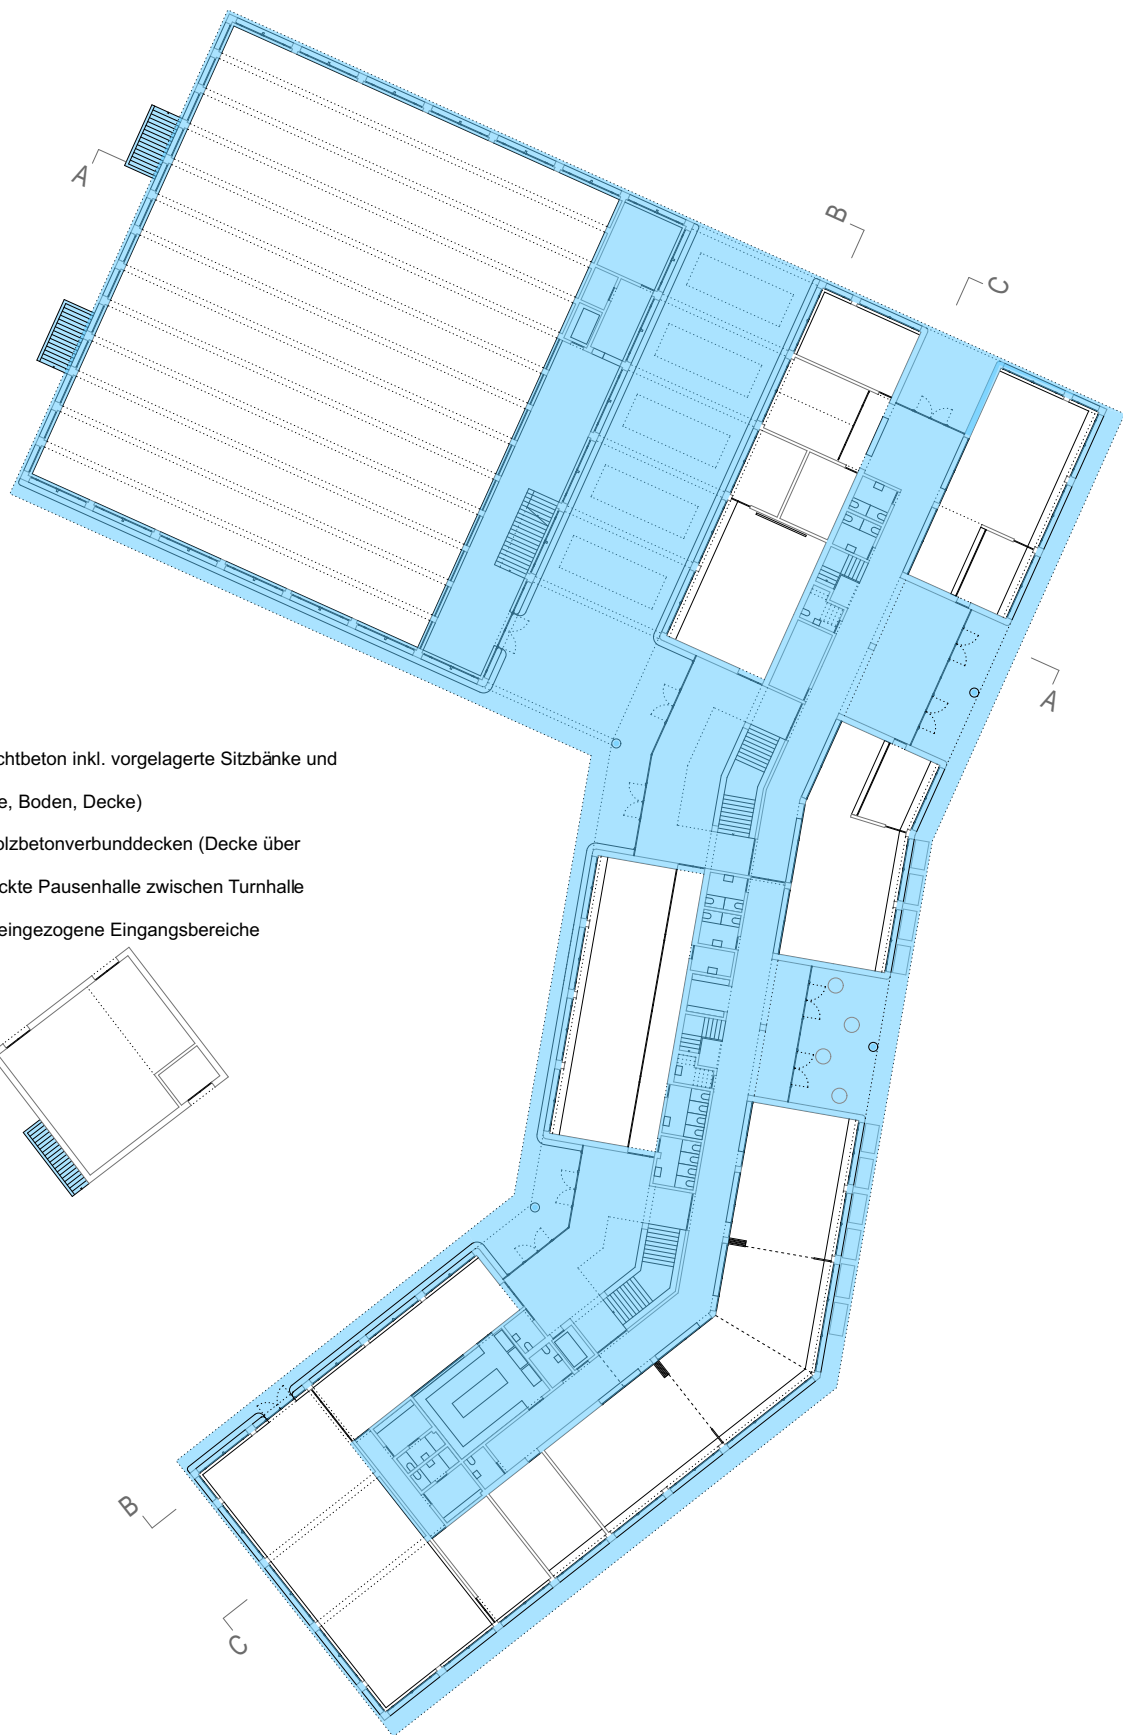 A
B
C
A
chtbeton inkl. vorgelagerte Sitzbänke und
e, Boden, Decke)
olzbetonverbunddecken (Decke über
ckte Pausenhalle zwischen Turnhalle
eingezogene Eingangsbereiche
B
C